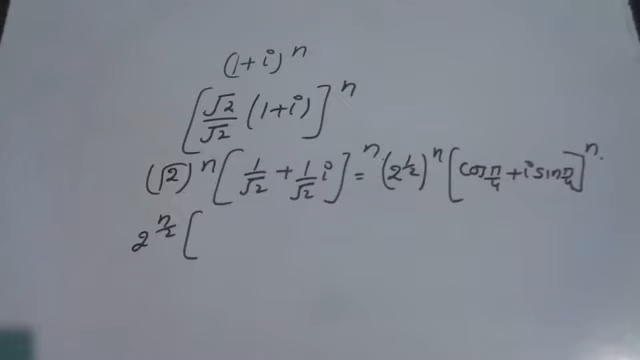 (1+i)^n
[√2/√2 (1+i)]^n
(√2)^n [1/√2 + 1/√2 i]^n = (2^1/2)^n [cos π/4 + i sin π/4]^n.
2^n/2 [